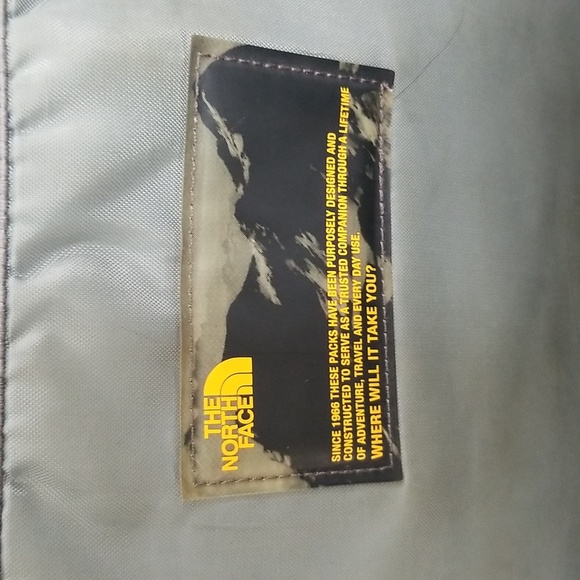 THE
NORTH
FACE
SINCE 1966 THESE PACKS HAVE BEEN PURPOSELY DESIGNED AND
CONSTRUCTED TO SERVE AS A TRUSTED COMPANION THROUGH A LIFETIME
OF ADVENTURE, TRAVEL AND EVERY DAY USE.
WHERE WILL IT TAKE YOU?